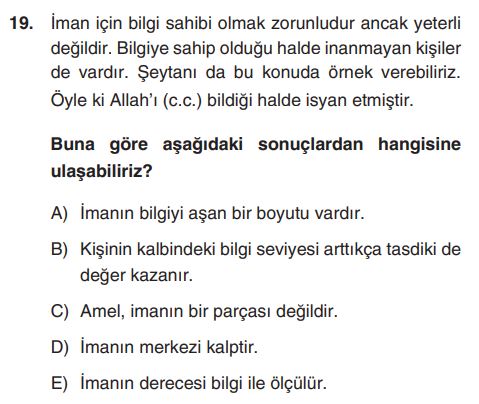 19. İman için bilgi sahibi olmak zorunludur ancak yeterli
değildir. Bilgiye sahip olduğu halde inanmayan kişiler
de vardır. Şeytanı da bu konuda örnek verebiliriz.
Öyle ki Allah'ı (c.c.) bildiği halde isyan etmiştir.
Buna göre aşağıdaki sonuçlardan hangisine
ulaşabiliriz?
A) İmanın bilgiyi aşan bir boyutu vardır.
B) Kişinin kalbindeki bilgi seviyesi arttıkça tasdiki de
değer kazanır.
C) Amel, imanın bir parçası değildir.
D) İmanın merkezi kalptir.
E) İmanın derecesi bilgi ile ölçülür.